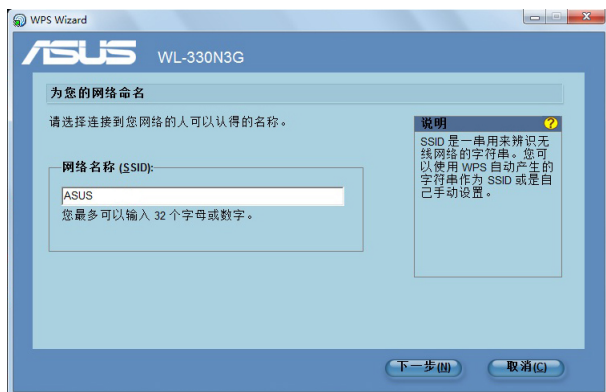 WPS Wizard
ASUS WL-330N3G
为您的网络命名
请选择连接到您网络的人可以认得的名称。
网络名称 (SSID):
ASUS
您最多可以输入 32 个字母或数字。
说明
SSID 是一串用来辨识无
线网络的字符串。您可
以使用 WPS 自动产生的
字符串作为 SSID 或是自
己手动设置。
下一步(N) 取消(C)